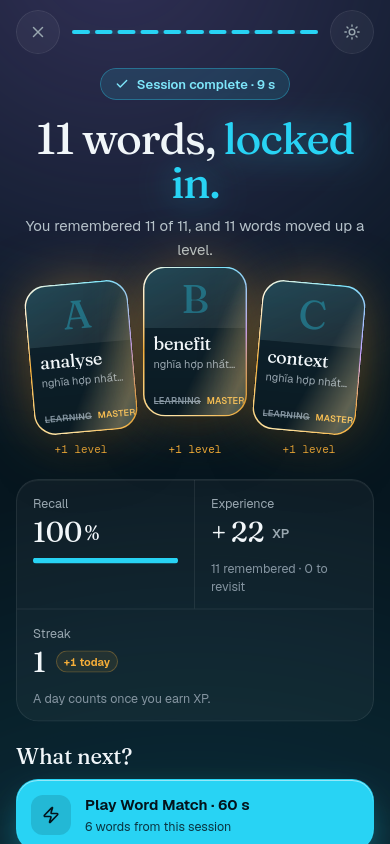 Session complete · 9 s
11 words, locked
in.
You remembered 11 of 11, and 11 words moved up a
level.
A
analyse
nghĩa hợp nhất...
LEARNING MASTER
+1 level
B
benefit
nghĩa hợp nhất...
LEARNING MASTER
+1 level
C
context
nghĩa hợp nhất...
LEARNING MASTER
+1 level
Recall
100%
Experience
+ 22 XP
11 remembered · 0 to
revisit
Streak
1 +1 today
A day counts once you earn XP.
What next?
Play Word Match · 60 s
6 words from this session